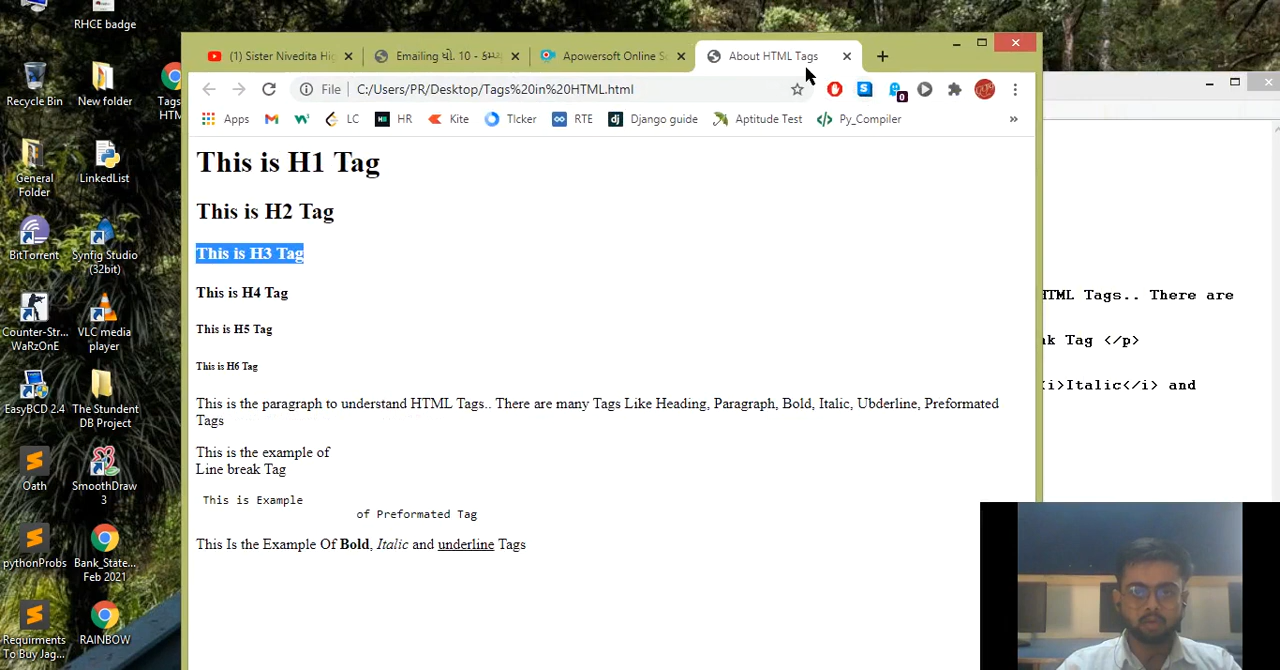 RHCE badge
Recycle Bin
New folder
Tags
HTM
General
Folder
LinkedList
BitTorrent
Synfig Studio
(32bit)
Counter-Str...
WaRzOnE
VLC media
player
EasyBCD 2.4
The Stundent
DB Project
Oath
SmoothDraw
3
pythonProbs
Bank_State...
Feb 2021
Requirments
To Buy Jag...
RAINBOW
(1) Sister Nivedita Hig
Emailing ધો. 10 - કમ્પ
Apowersoft Online Sc
About HTML Tags
File C:/Users/PR/Desktop/Tags%20in%20HTML.html
0
Apps LC HR Kite TIcker RTE Django guide Aptitude Test Py_Compiler »
This is H1 Tag
This is H2 Tag
This is H3 Tag
This is H4 Tag
This is H5 Tag
This is H6 Tag
This is the paragraph to understand HTML Tags.. There are many Tags Like Heading, Paragraph, Bold, Italic, Ubderline, Preformated
Tags
This is the example of
Line break Tag
This is Example
of Preformated Tag
This Is the Example Of Bold, Italic and underline Tags
HTML Tags.. There are
k Tag </p>
i>Italic</i> and